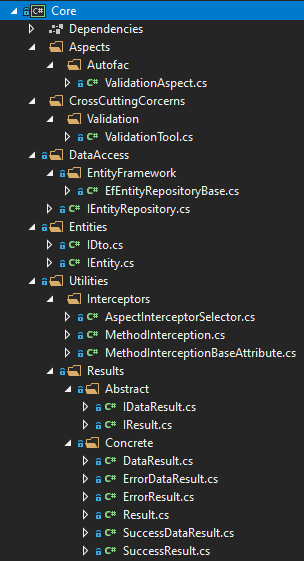 C# Core
Dependencies
Aspects
Autofac
C# ValidationAspect.cs
CrossCuttingCorcerns
Validation
C# ValidationTool.cs
DataAccess
EntityFramework
C# EfEntityRepositoryBase.cs
C# IEntityRepository.cs
Entities
C# IDto.cs
C# IEntity.cs
Utilities
Interceptors
C# AspectInterceptorSelector.cs
C# MethodInterception.cs
C# MethodInterceptionBaseAttribute.cs
Results
Abstract
C# IDataResult.cs
C# IResult.cs
Concrete
C# DataResult.cs
C# ErrorDataResult.cs
C# ErrorResult.cs
C# Result.cs
C# SuccessDataResult.cs
C# SuccessResult.cs